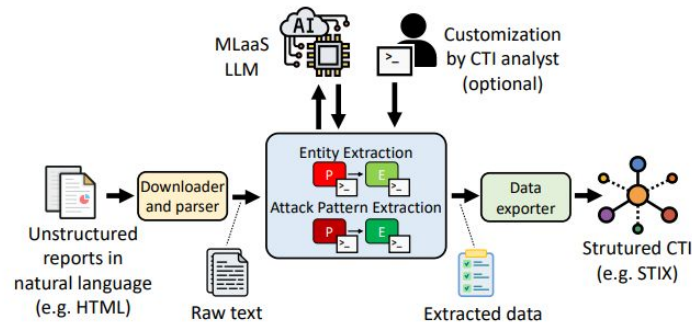 AI
MLaaS
LLM
>_
Customization
by CTI analyst
(optional)
Entity Extraction
P
>_
E
>_
Attack Pattern Extraction
P
>_
E
>_
Downloader
and parser
Data
exporter
Unstructured
reports in
natural language
(e.g. HTML)
Raw text
Extracted data
Strutured CTI
(e.g. STIX)